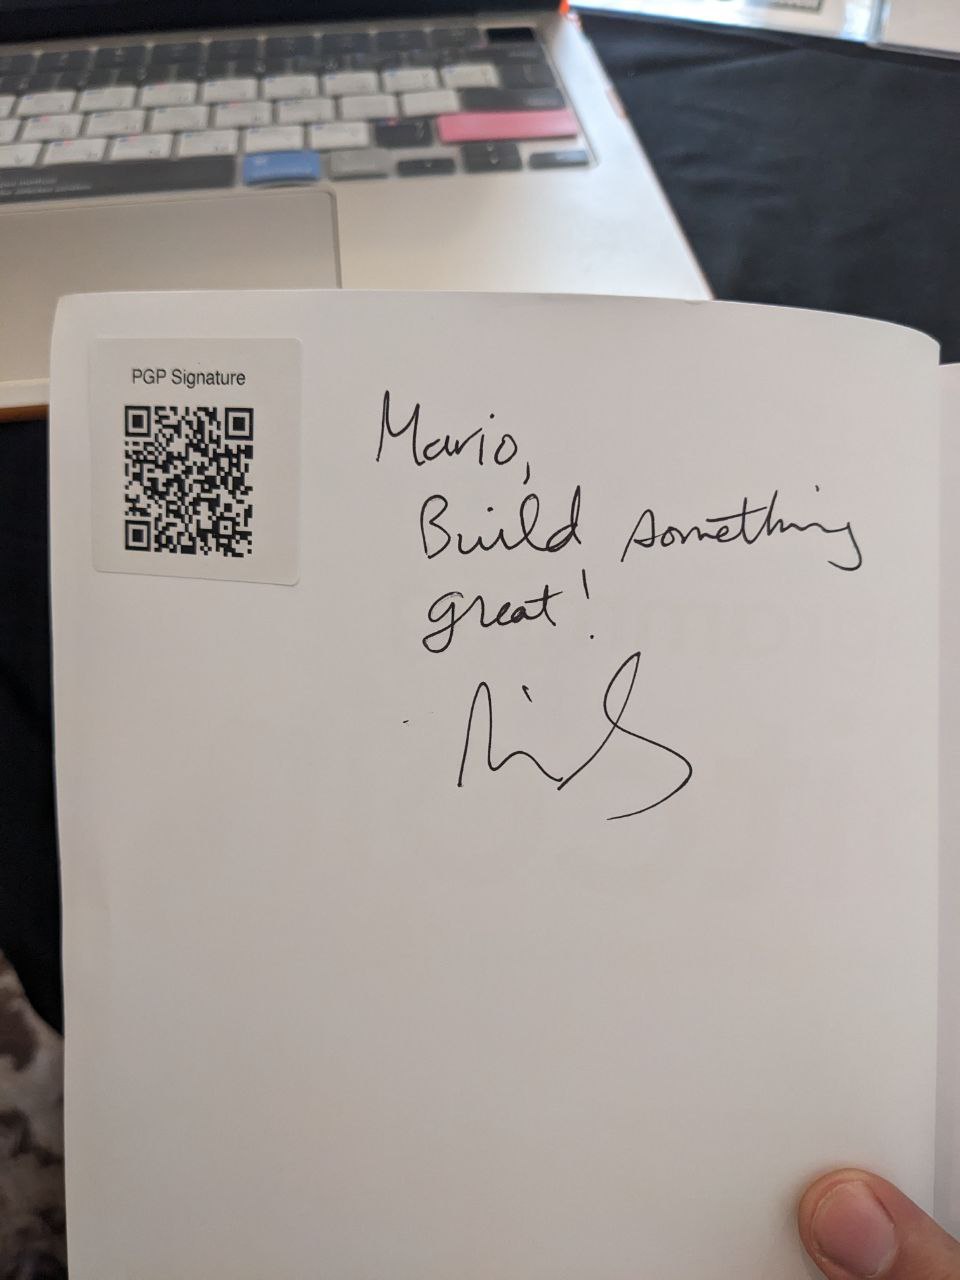 PGP Signature
Mario,
Build something
great!